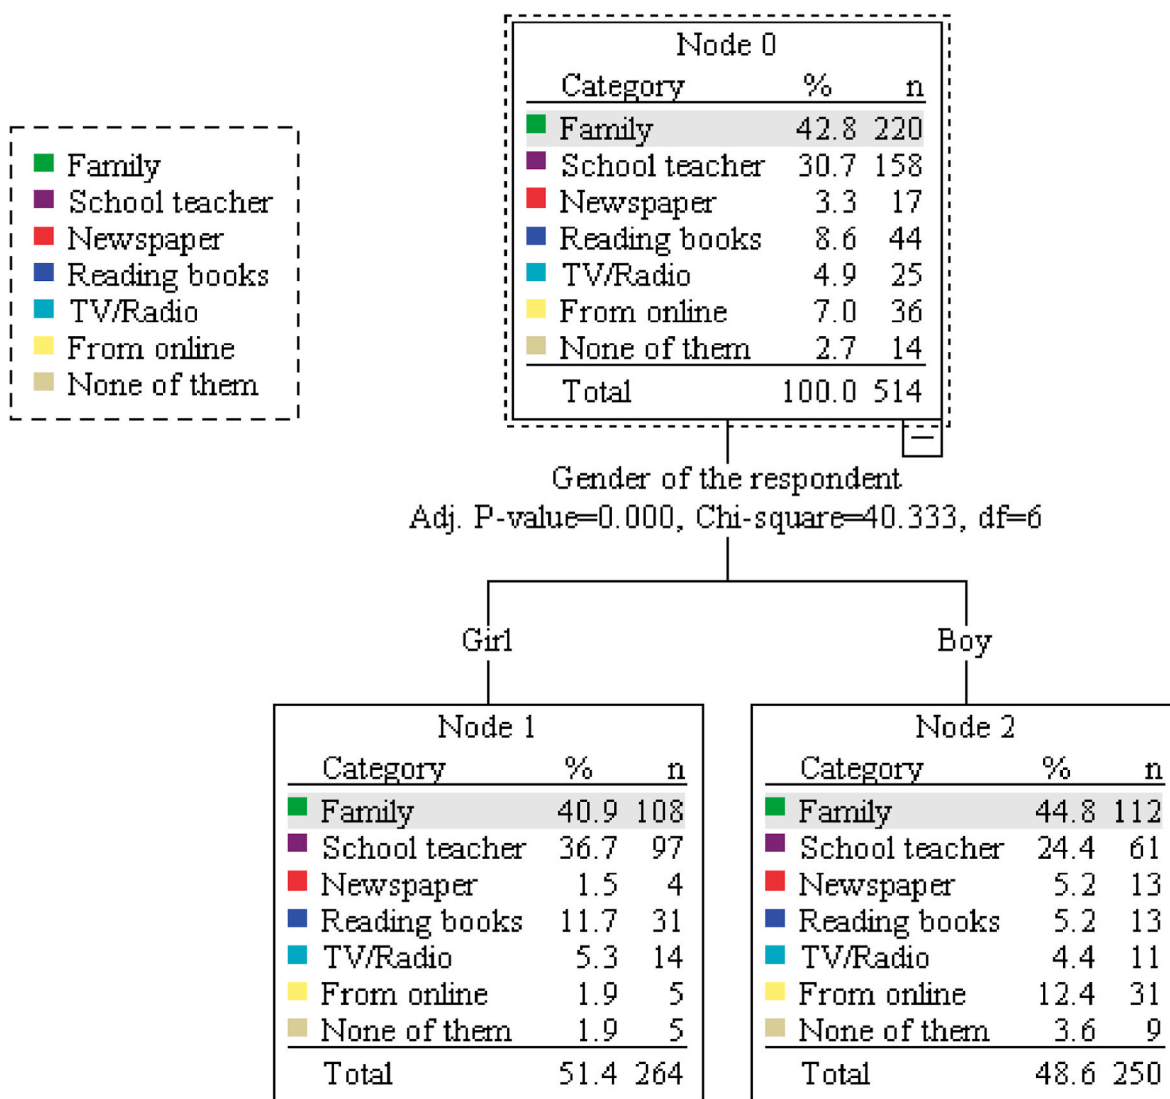 Node 0
Category % n
Family 42.8 220
School teacher 30.7 158
Newspaper 3.3 17
Reading books 8.6 44
TV/Radio 4.9 25
From online 7.0 36
None of them 2.7 14
Total 100.0 514
Family
School teacher
Newspaper
Reading books
TV/Radio
From online
None of them
Gender of the respondent
Adj. P-value=0.000, Chi-square=40.333, df=6
Girl
Boy
Node 1
Category % n
Family 40.9 108
School teacher 36.7 97
Newspaper 1.5 4
Reading books 11.7 31
TV/Radio 5.3 14
From online 1.9 5
None of them 1.9 5
Total 51.4 264
Node 2
Category % n
Family 44.8 112
School teacher 24.4 61
Newspaper 5.2 13
Reading books 5.2 13
TV/Radio 4.4 11
From online 12.4 31
None of them 3.6 9
Total 48.6 250